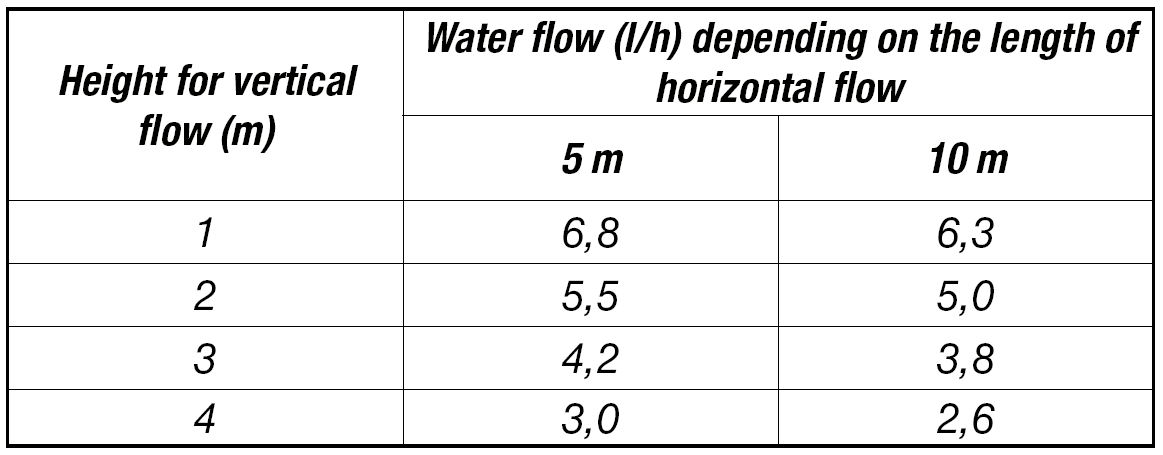 Height for vertical
flow (m)
Water flow (l/h) depending on the length of
horizontal flow
5 m
10 m
1
6,8
6,3
2
5,5
5,0
3
4,2
3,8
4
3,0
2,6